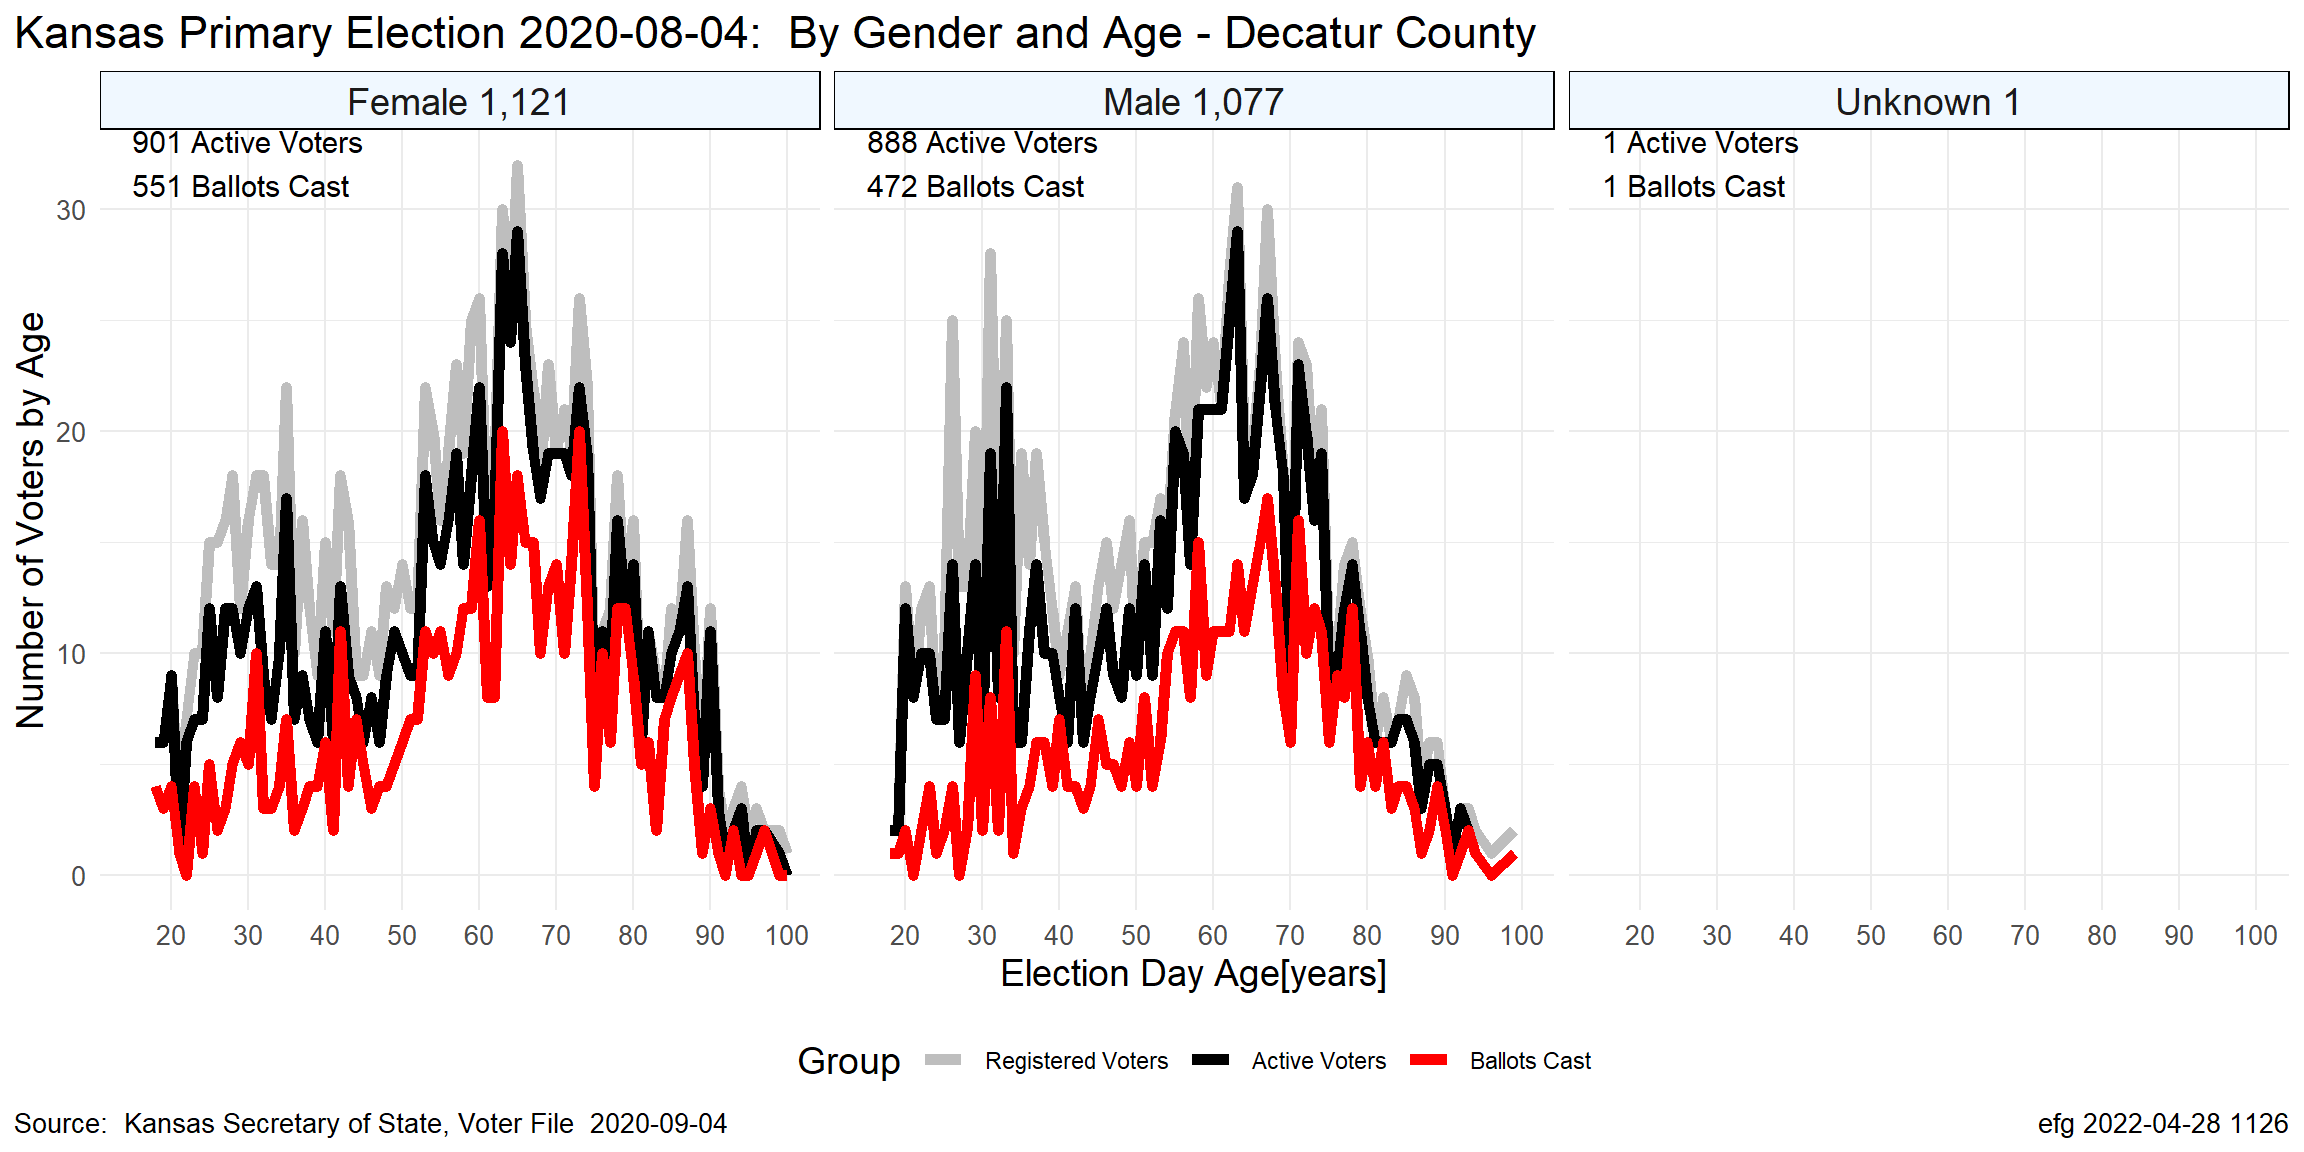 Kansas Primary Election 2020-08-04:  By Gender and Age - Decatur County
Female 1,121
Male 1,077
Unknown 1
901 Active Voters
551 Ballots Cast
888 Active Voters
472 Ballots Cast
1 Active Voters
1 Ballots Cast
Number of Voters by Age
30
20
10
0
20 30 40 50 60 70 80 90 100
20 30 40 50 60 70 80 90 100
20 30 40 50 60 70 80 90 100
Election Day Age[years]
Group Registered Voters Active Voters Ballots Cast
Source:  Kansas Secretary of State, Voter File  2020-09-04
efg 2022-04-28 1126